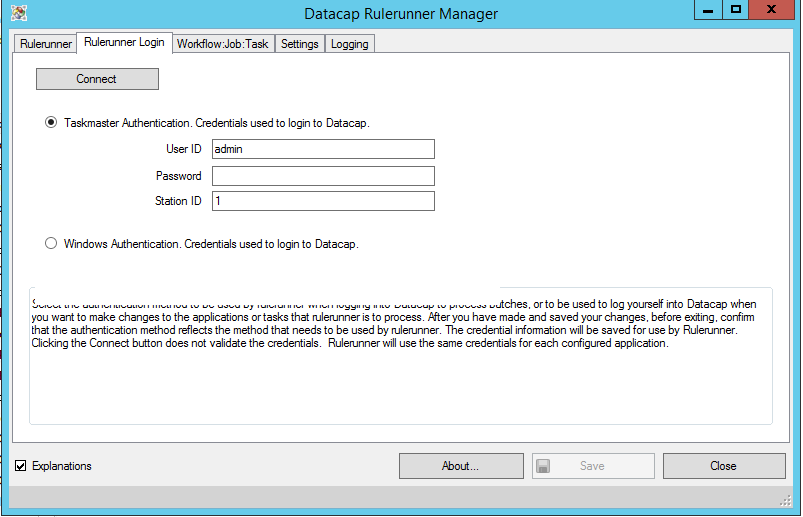 Datacap Rulerunner Manager
Rulerunner
Rulerunner Login
Workflow:Job:Task
Settings
Logging
Connect
Taskmaster Authentication. Credentials used to login to Datacap.
User ID
admin
Password
Station ID
1
Windows Authentication. Credentials used to login to Datacap.
Select the authentication method to be used by rulerunner when logging into Datacap to process batches, or to be used to log yourself into Datacap when
you want to make changes to the applications or tasks that rulerunner is to process. After you have made and saved your changes, before exiting, confirm
that the authentication method reflects the method that needs to be used by rulerunner. The credential information will be saved for use by Rulerunner.
Clicking the Connect button does not validate the credentials. Rulerunner will use the same credentials for each configured application.
Explanations
About...
Save
Close